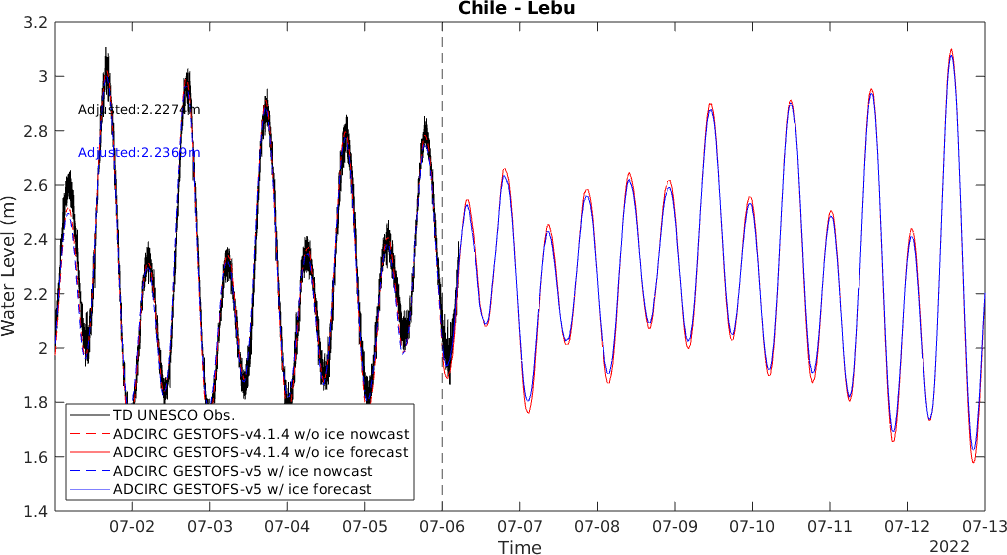 Chile - Lebu
3.2
3
2.8
2.6
2.4
2.2
2
1.8
1.6
1.4
Water Level (m)
Adjusted:2.2274m
Adjusted:2.2369m
TD UNESCO Obs.
ADCIRC GESTOFS-v4.1.4 w/o ice nowcast
ADCIRC GESTOFS-v4.1.4 w/o ice forecast
ADCIRC GESTOFS-v5 w/ ice nowcast
ADCIRC GESTOFS-v5 w/ ice forecast
07-02 07-03 07-04 07-05 07-06 07-07 07-08 07-09 07-10 07-11 07-12 07-13
Time
2022